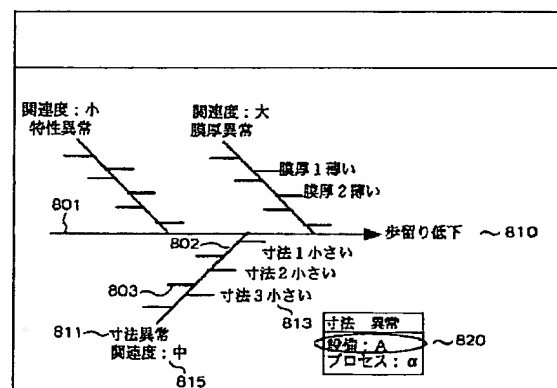 関連度：小
特性異常
関連度：大
膜厚異常
膜厚1薄い
膜厚2薄い
801
802
歩留り低下
810
寸法1小さい
寸法2小さい
803
寸法3小さい
811
寸法異常
813
関連度：中
815
寸法 異常
設備：A
プロセス：α
820